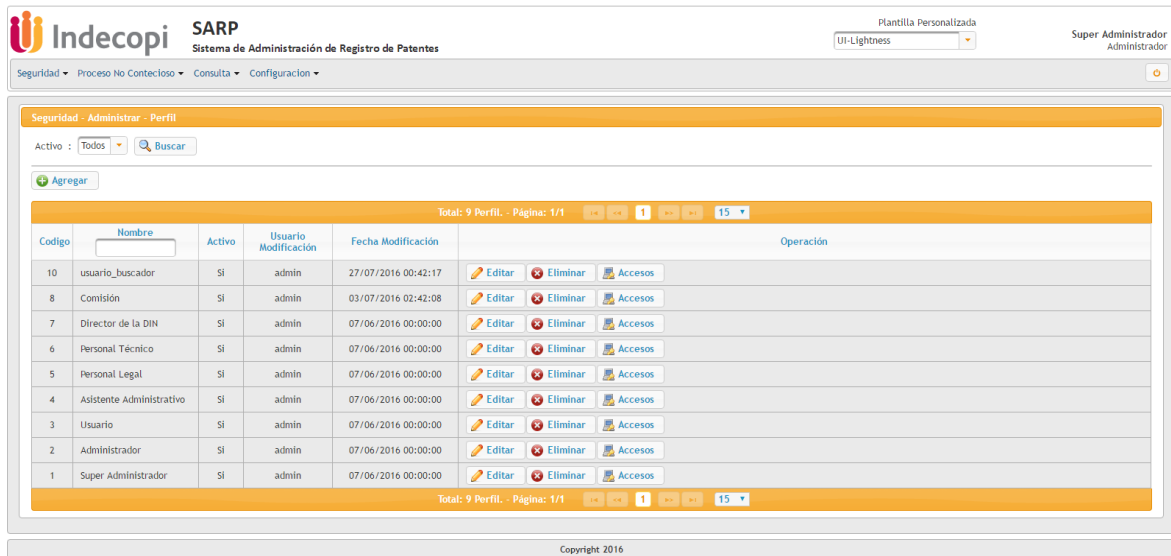 Indecopi
SARP
Sistema de Administración de Registro de Patentes
Plantilla Personalizada
UI-Lightness
Super Administrador
Administrador
Seguridad Proceso No Contecioso Consulta Configuracion
Seguridad - Administrar - Perfil
Activo : Todos Buscar
Agregar
Total: 9 Perfil. - Página: 1/1 1 15
Codigo Nombre Activo Usuario Modificación Fecha Modificación Operación
10 usuario_buscador Si admin 27/07/2016 00:42:17 Editar Eliminar Accesos
8 Comisión Si admin 03/07/2016 02:42:08 Editar Eliminar Accesos
7 Director de la DIN Si admin 07/06/2016 00:00:00 Editar Eliminar Accesos
6 Personal Técnico Si admin 07/06/2016 00:00:00 Editar Eliminar Accesos
5 Personal Legal Si admin 07/06/2016 00:00:00 Editar Eliminar Accesos
4 Asistente Administrativo Si admin 07/06/2016 00:00:00 Editar Eliminar Accesos
3 Usuario Si admin 07/06/2016 00:00:00 Editar Eliminar Accesos
2 Administrador Si admin 07/06/2016 00:00:00 Editar Eliminar Accesos
1 Super Administrador Si admin 07/06/2016 00:00:00 Editar Eliminar Accesos
Total: 9 Perfil. - Página: 1/1 1 15
Copyright 2016